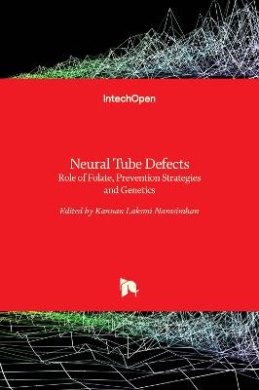 IntechOpen
Neural Tube Defects
Role of Folate, Prevention Strategies
and Genetics
Edited by Kannan Laksmi Narasimhan